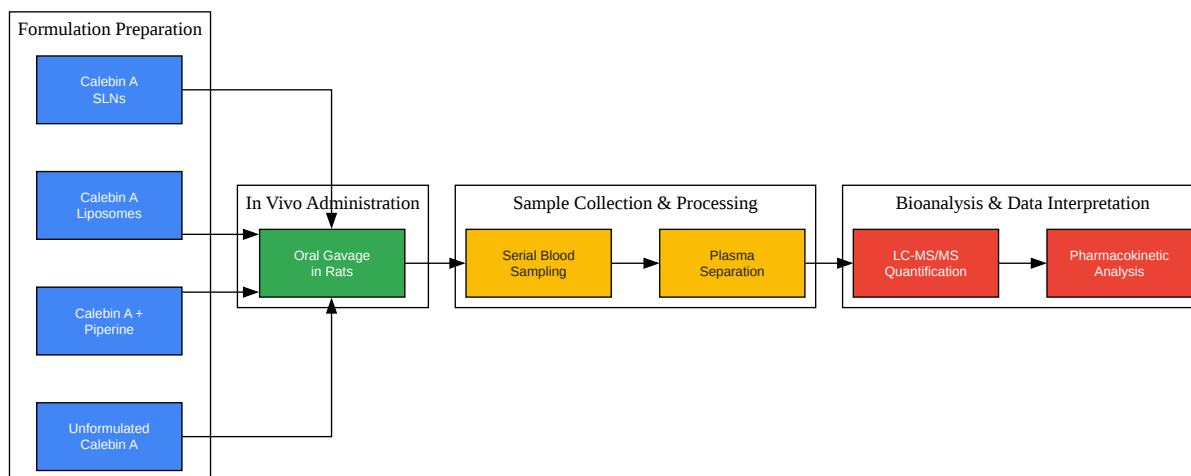 Formulation Preparation
Calebin A
SLNs
Calebin A
Liposomes
Calebin A +
Piperine
Unformulated
Calebin A
In Vivo Administration
Oral Gavage
in Rats
Sample Collection & Processing
Serial Blood
Sampling
Plasma
Separation
Bioanalysis & Data Interpretation
LC-MS/MS
Quantification
Pharmacokinetic
Analysis